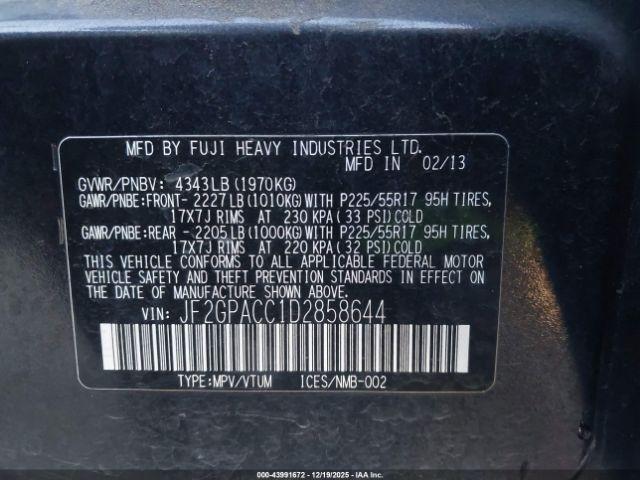 MFD BY FUJI HEAVY INDUSTRIES LTD.
MFD IN 02/13
GVWR/PNBV: 4343LB(1970KG)
GAWR/PNBE:FRONT- 2227LB(1010KG)WITH P225/55R17 95H TIRES,
17X7J RIMS AT 230 KPA(33 PSI)COLD
GAWR/PNBE:REAR - 2205LB(1000KG)WITH P225/55R17 95H TIRES,
17X7J RIMS AT 220 KPA(32 PSI)COLD
THIS VEHICLE CONFORMS TO ALL APPLICABLE FEDERAL MOTOR
VEHICLE SAFETY AND THEFT PREVENTION STANDARDS IN EFFECT ON THE
DATE OF MANUFACTURE SHOWN ABOVE.
VIN: JF2GPACC1D2858644
TYPE:MPV/VTUM ICES/NMB-002
000-43991672 - 12/19/2025 - IAA, Inc.